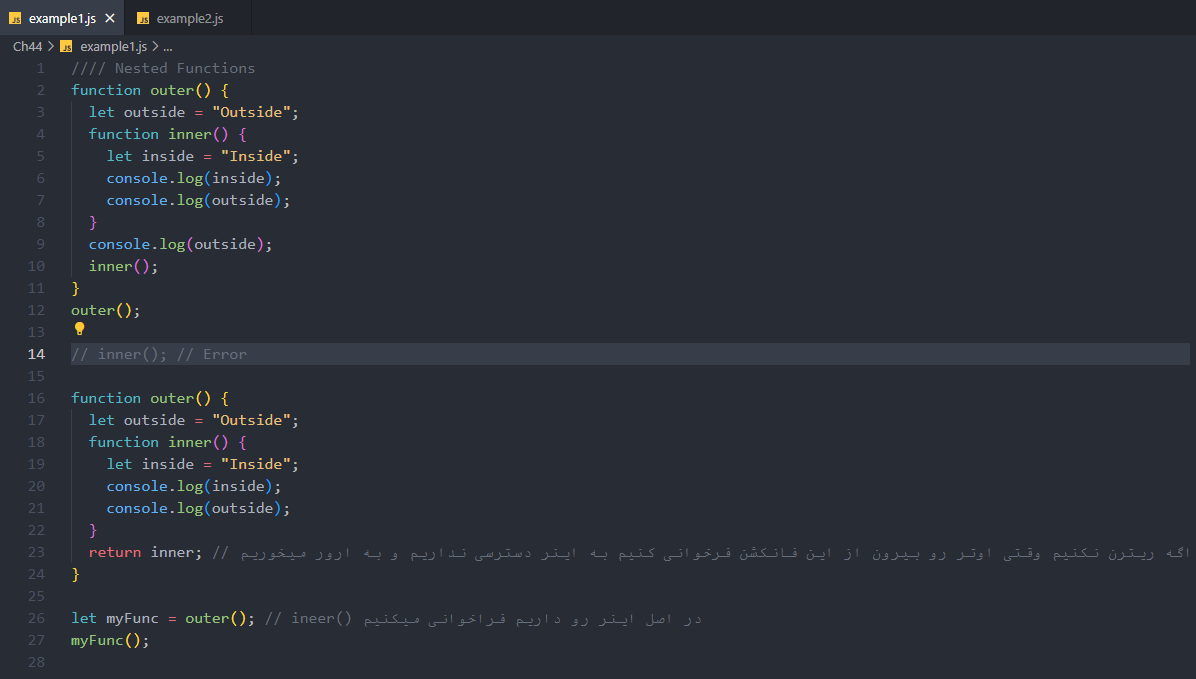 example1.js
example2.js
Ch44 > example1.js > ...
1 //// Nested Functions
2 function outer() {
3 let outside = "Outside";
4 function inner() {
5 let inside = "Inside";
6 console.log(inside);
7 console.log(outside);
8 }
9 console.log(outside);
10 inner();
11 }
12 outer();
13
14 // inner(); // Error
15
16 function outer() {
17 let outside = "Outside";
18 function inner() {
19 let inside = "Inside";
20 console.log(inside);
21 console.log(outside);
22 }
23 return inner; // اگه ریترن نکنیم وقتی اوتر رو بیرون از این فانکشن فرخوانی کنیم به اینر دسترسی نداریم و به ارور میخوریم
24 }
25
26 let myFunc = outer(); // ineer() در اصل اینر رو داریم فراخوانی میکنیم
27 myFunc();
28